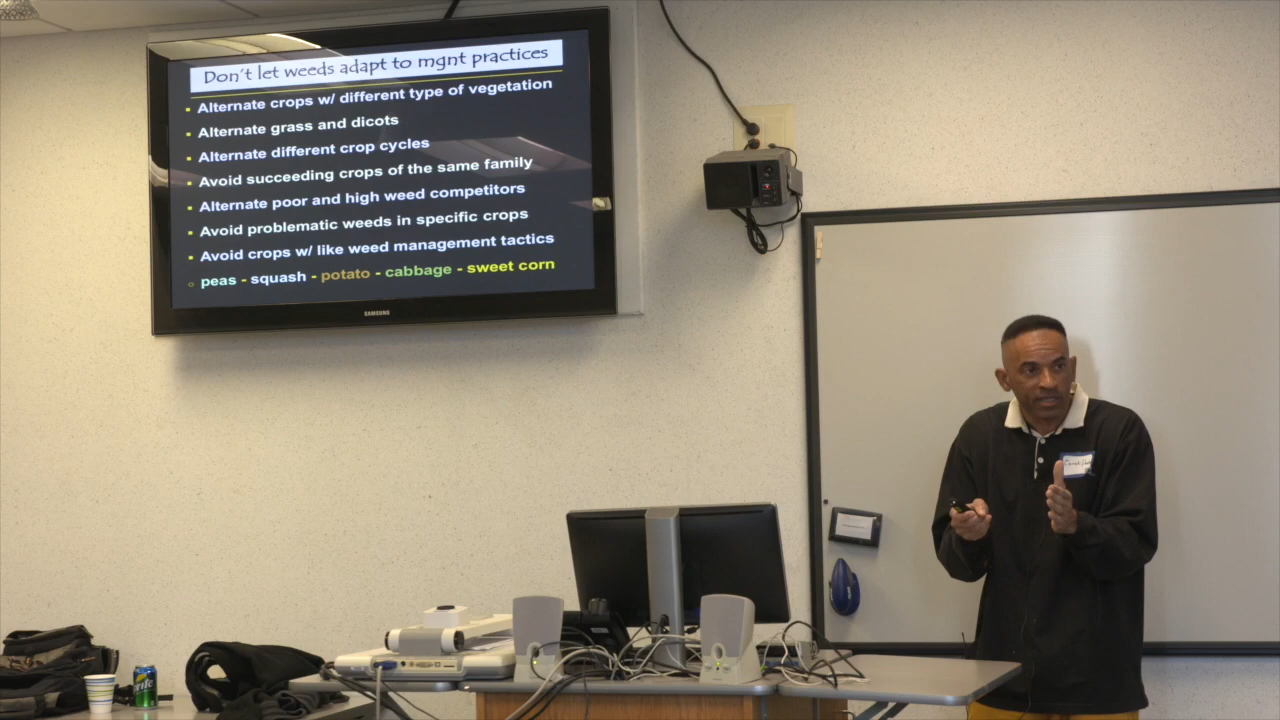 Don't let weeds adapt to mgnt practices
Alternate crops w/ different type of vegetation
Alternate grass and dicots
Alternate different crop cycles
Avoid succeeding crops of the same family
Alternate poor and high weed competitors
Avoid problematic weeds in specific crops
Avoid crops w/ like weed management tactics
peas - squash - potato - cabbage - sweet corn
SAMSUNG
Sprite